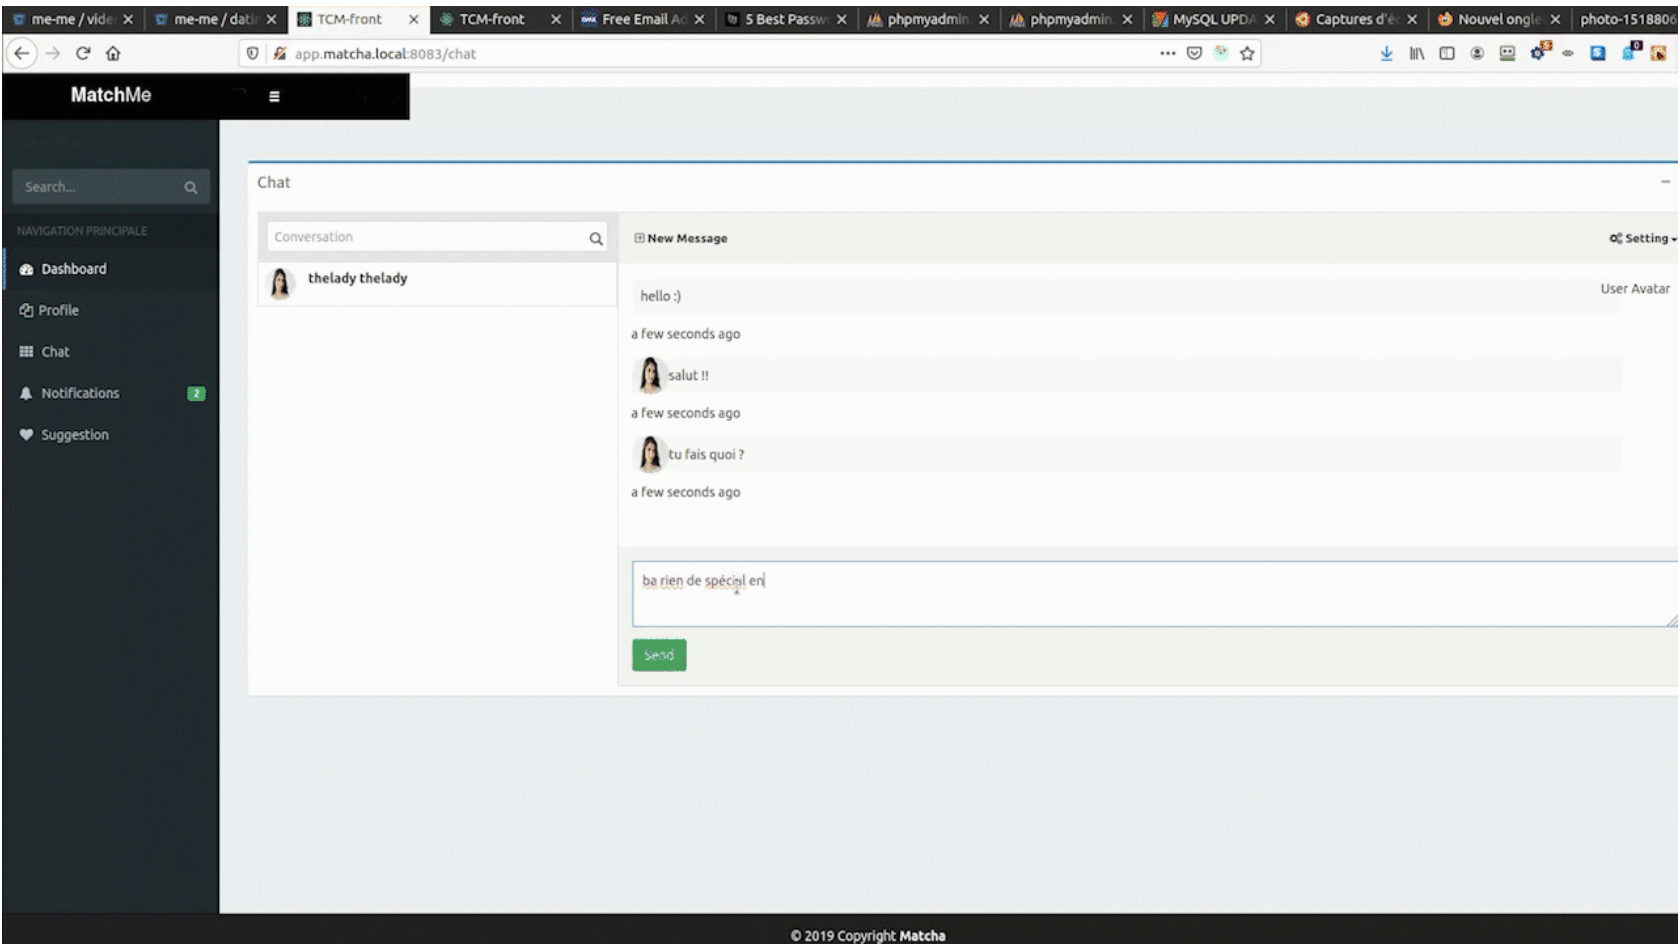 me-me / vide
me-me / datin
TCM-front
TCM-front
Free Email Ad
5 Best Passw
phpmyadmin
phpmyadmin
MySQL UPDA
Captures d'éc
Nouvel ongle
photo-1518806
app.matcha.local:8083/chat
MatchMe
Search...
NAVIGATION PRINCIPALE
Dashboard
Profile
Chat
Notifications 2
Suggestion
Chat
Conversation
thelady thelady
New Message
Setting
hello :)
User Avatar
a few seconds ago
salut !!
a few seconds ago
tu fais quoi ?
a few seconds ago
ba rien de spécial en
Send
© 2019 Copyright Matcha